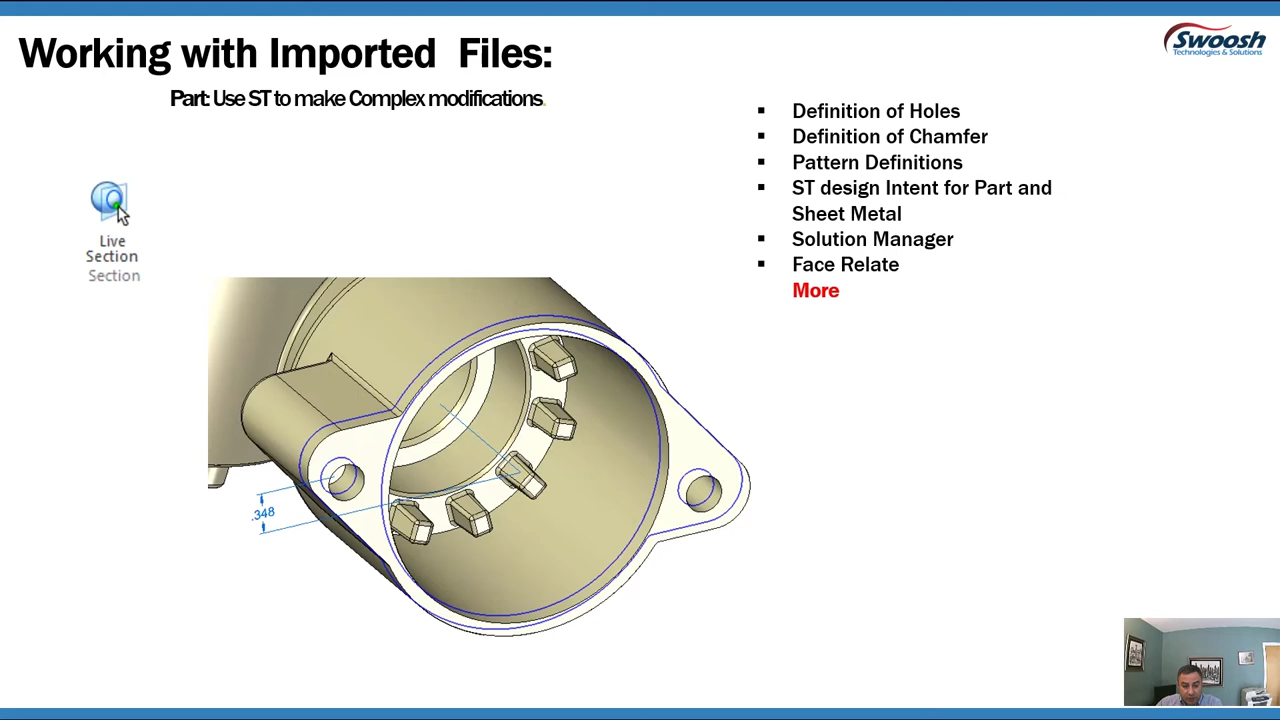 Working with Imported Files:
Swoosh
Technologies & Solutions
Part: Use ST to make Complex modifications.
▪ Definition of Holes
▪ Definition of Chamfer
▪ Pattern Definitions
▪ ST design Intent for Part and
Sheet Metal
▪ Solution Manager
▪ Face Relate
More
Live
Section
Section
.348